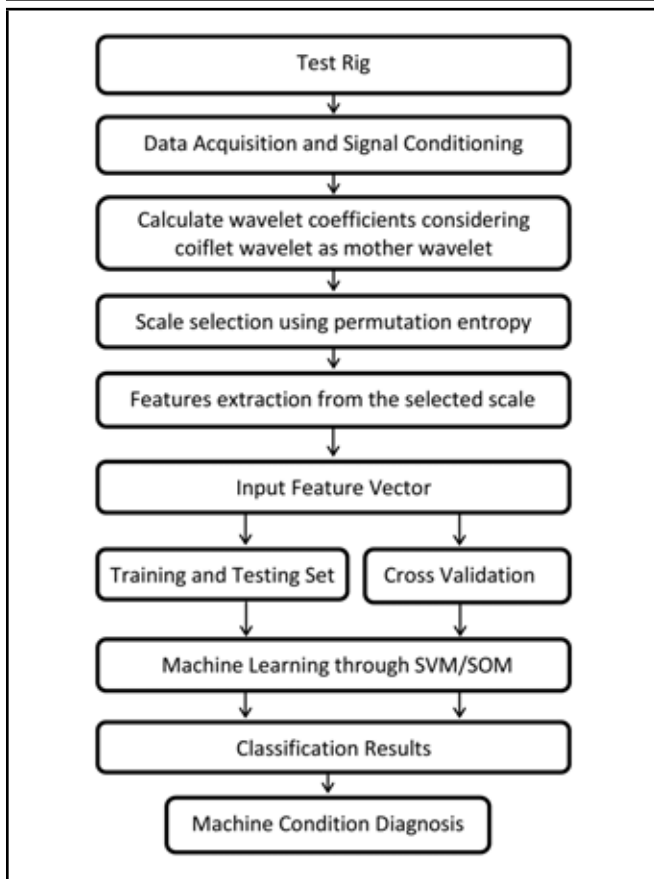 Test Rig
Data Acquisition and Signal Conditioning
Calculate wavelet coefficients considering
coiflet wavelet as mother wavelet
Scale selection using permutation entropy
Features extraction from the selected scale
Input Feature Vector
Training and Testing Set
Cross Validation
Machine Learning through SVM/SOM
Classification Results
Machine Condition Diagnosis